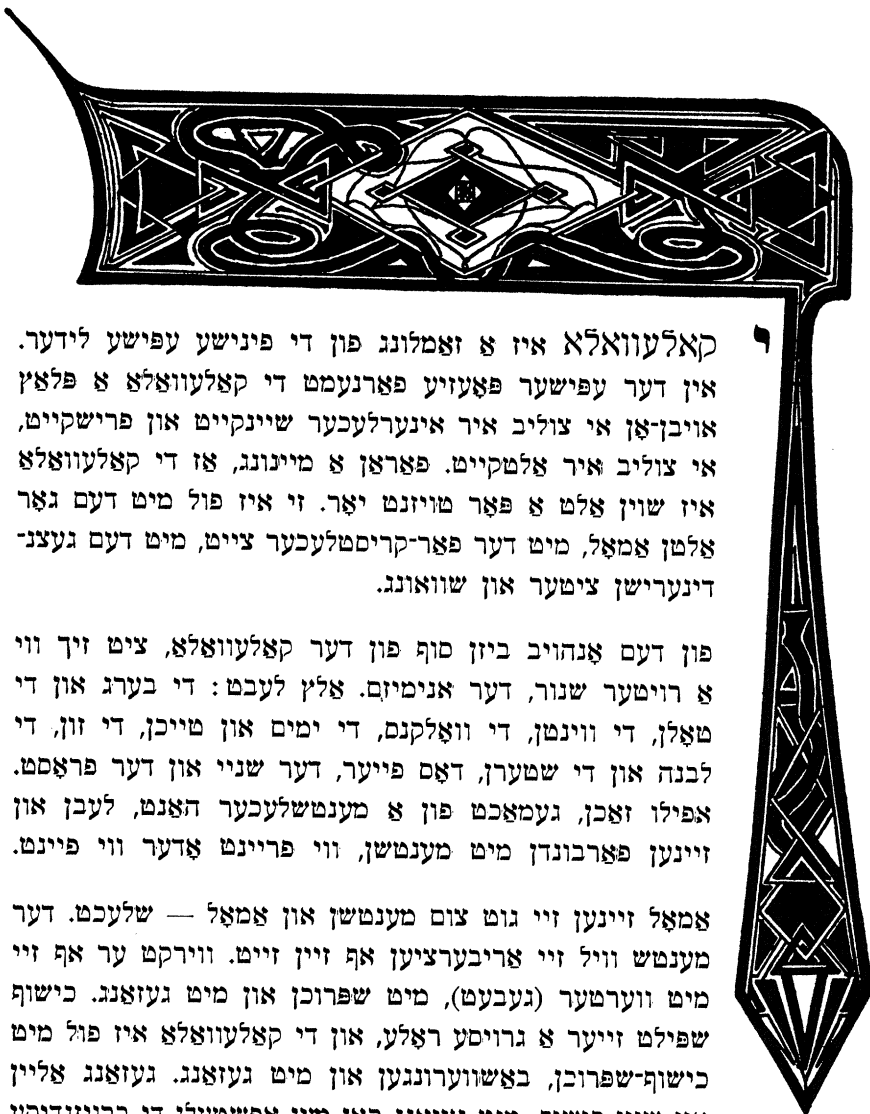 י קאַלעוואַלאַ איז אַ זאַמלונג פון די פינישע עפּישע לידער.
אין דער עפּישער פּאָעזיע פאַרנעמט די קאַלעוואַלאַ אַ פּלאַץ
אויבן־אָן אי צוליב איר אינערלעכער שיינקייט און פרישקייט,
אי צוליב איר אַלטקייט. פאַראַן אַ מיינונג, אַז די קאַלעוואַלאַ
איז שוין אַלט אַ פּאָר טויזנט יאָר. זי איז פול מיט דעם גאָר
אַלטן אַמאָל, מיט דער פאַר־קריסטלעכער צייט, מיט דעם געצנ־
דינערישן ציטער און שוואונג.
פון דעם אָנהויב ביזן סוף פון דער קאַלעוואַלאַ, ציט זיך ווי
אַ רויטער שנור, דער אנימיזם. אַלץ לעבט: די בערג און די
טאָלן, די ווינטן, די וואָלקנס, די ימים און טייכן, די זון, די
לבנה און די שטערן, דאָס פייער, דער שניי און דער פראָסט.
אפילו זאַכן, געמאַכט פון אַ מענטשלעכער האַנט, לעבן און
זיינען פאַרבונדן מיט מענטשן, ווי פריינט אָדער ווי פיינט.
אַמאָל זיינען זיי גוט צום מענטשן און אַמאָל — שלעכט. דער
מענטש וויל זיי אַריבערציען אף זיין זייט. ווירקט ער אף זיי
מיט ווערטער (געבעט), מיט שפּרוכן און מיט געזאַנג. כישוף
שפּילט זייער אַ גרויסע ראָלע, און די קאַלעוואַלאַ איז פול מיט
כישוף־שפּרוכן, באַשווערונגען און מיט געזאַנג. געזאַנג אַליין